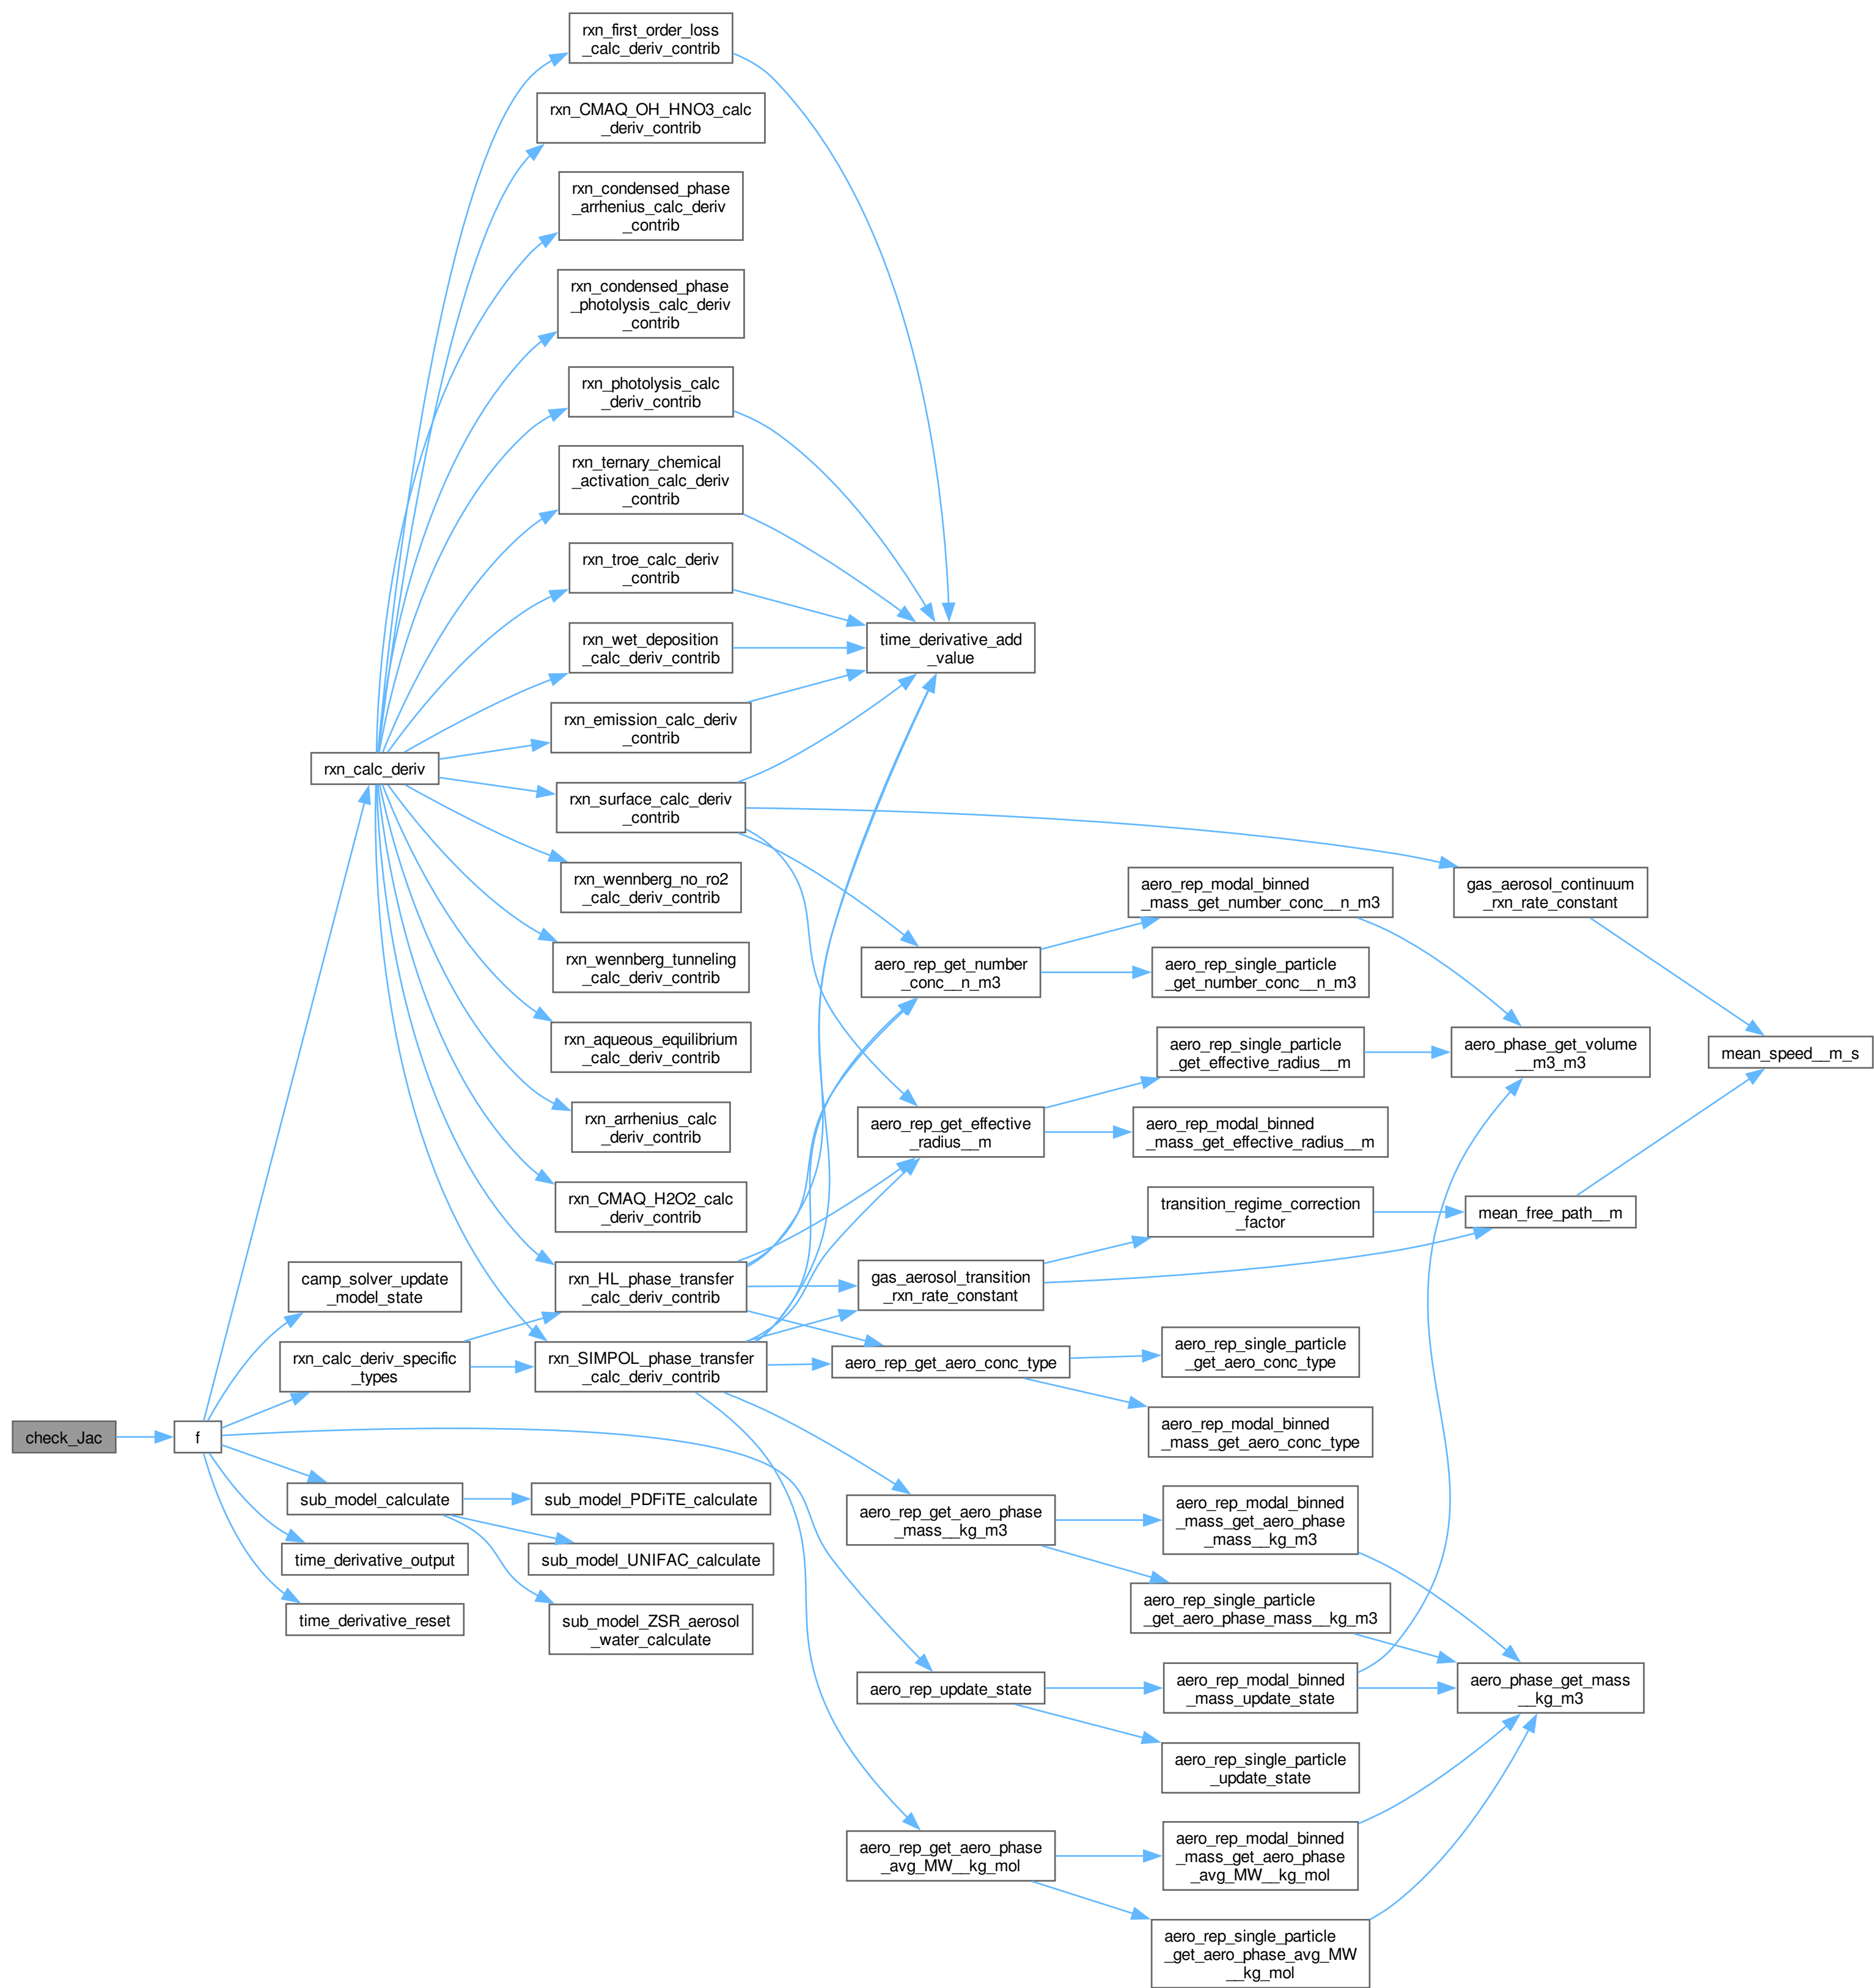 rxn_first_order_loss
_calc_deriv_contrib
rxn_CMAQ_OH_HNO3_calc
_deriv_contrib
rxn_condensed_phase
_arrhenius_calc_deriv
_contrib
rxn_condensed_phase
_photolysis_calc_deriv
_contrib
rxn_photolysis_calc
_deriv_contrib
rxn_ternary_chemical
_activation_calc_deriv
_contrib
rxn_troe_calc_deriv
_contrib
rxn_wet_deposition
_calc_deriv_contrib
time_derivative_add
_value
rxn_emission_calc_deriv
_contrib
rxn_calc_deriv
rxn_surface_calc_deriv
_contrib
rxn_wennberg_no_ro2
_calc_deriv_contrib
aero_rep_modal_binned
_mass_get_number_conc__n_m3
gas_aerosol_continuum
_rxn_rate_constant
rxn_wennberg_tunneling
_calc_deriv_contrib
aero_rep_get_number
_conc__n_m3
aero_rep_single_particle
_get_number_conc__n_m3
rxn_aqueous_equilibrium
_calc_deriv_contrib
aero_rep_single_particle
_get_effective_radius__m
aero_phase_get_volume
__m3_m3
mean_speed__m_s
rxn_arrhenius_calc
_deriv_contrib
aero_rep_get_effective
_radius__m
aero_rep_modal_binned
_mass_get_effective_radius__m
rxn_CMAQ_H2O2_calc
_deriv_contrib
transition_regime_correction
_factor
mean_free_path__m
camp_solver_update
_model_state
rxn_HL_phase_transfer
_calc_deriv_contrib
gas_aerosol_transition
_rxn_rate_constant
rxn_calc_deriv_specific
_types
rxn_SIMPOL_phase_transfer
_calc_deriv_contrib
aero_rep_get_aero_conc_type
aero_rep_single_particle
_get_aero_conc_type
aero_rep_modal_binned
_mass_get_aero_conc_type
check_Jac
f
sub_model_calculate
sub_model_PDFiTE_calculate
aero_rep_get_aero_phase
_mass__kg_m3
aero_rep_modal_binned
_mass_get_aero_phase
_mass__kg_m3
time_derivative_output
sub_model_UNIFAC_calculate
aero_rep_single_particle
_get_aero_phase_mass__kg_m3
time_derivative_reset
sub_model_ZSR_aerosol
_water_calculate
aero_rep_update_state
aero_rep_modal_binned
_mass_update_state
aero_phase_get_mass
__kg_m3
aero_rep_single_particle
_update_state
aero_rep_get_aero_phase
_avg_MW__kg_mol
aero_rep_modal_binned
_mass_get_aero_phase
_avg_MW__kg_mol
aero_rep_single_particle
_get_aero_phase_avg_MW
__kg_mol